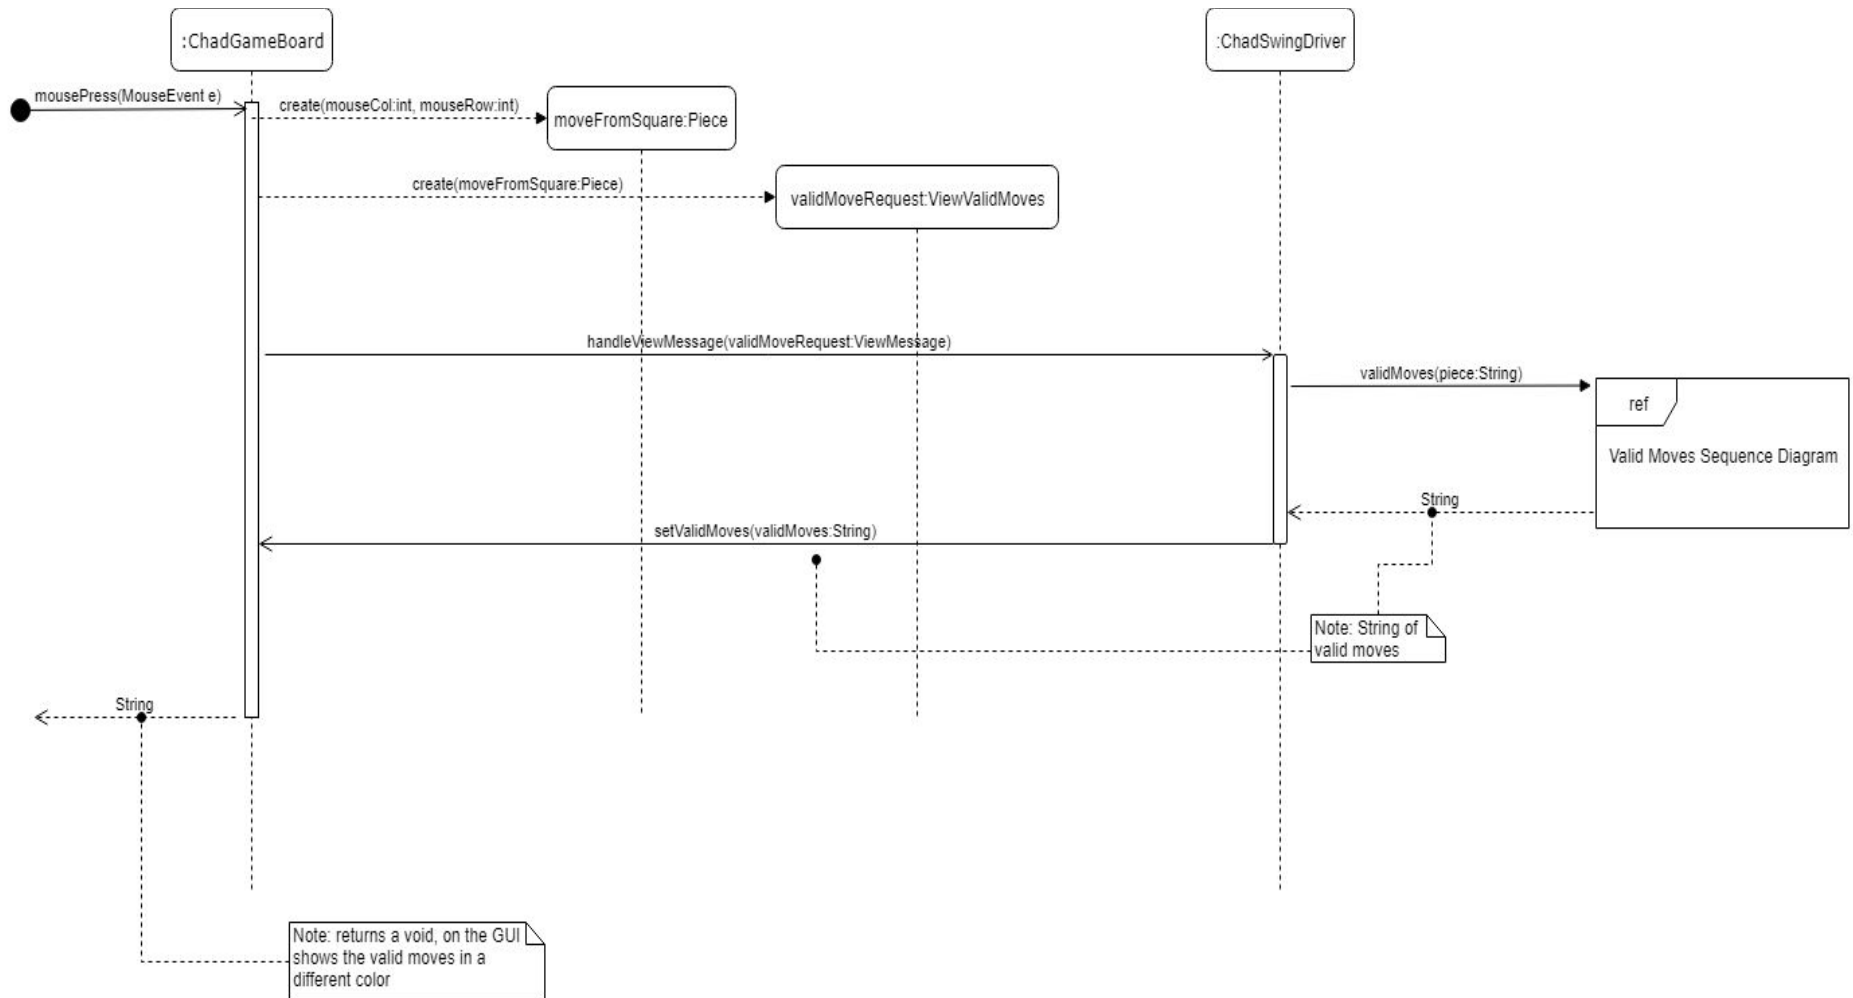 :ChadGameBoard
:ChadSwingDriver
mousePress(MouseEvent e)
create(mouseCol:int, mouseRow:int)
moveFromSquare:Piece
create(moveFromSquare:Piece)
validMoveRequest:ViewValidMoves
handleViewMessage(validMoveRequest:ViewMessage)
validMoves(piece:String)
ref
Valid Moves Sequence Diagram
String
setValidMoves(validMoves:String)
Note: String of
valid moves
String
Note: returns a void, on the GUI
shows the valid moves in a
different color